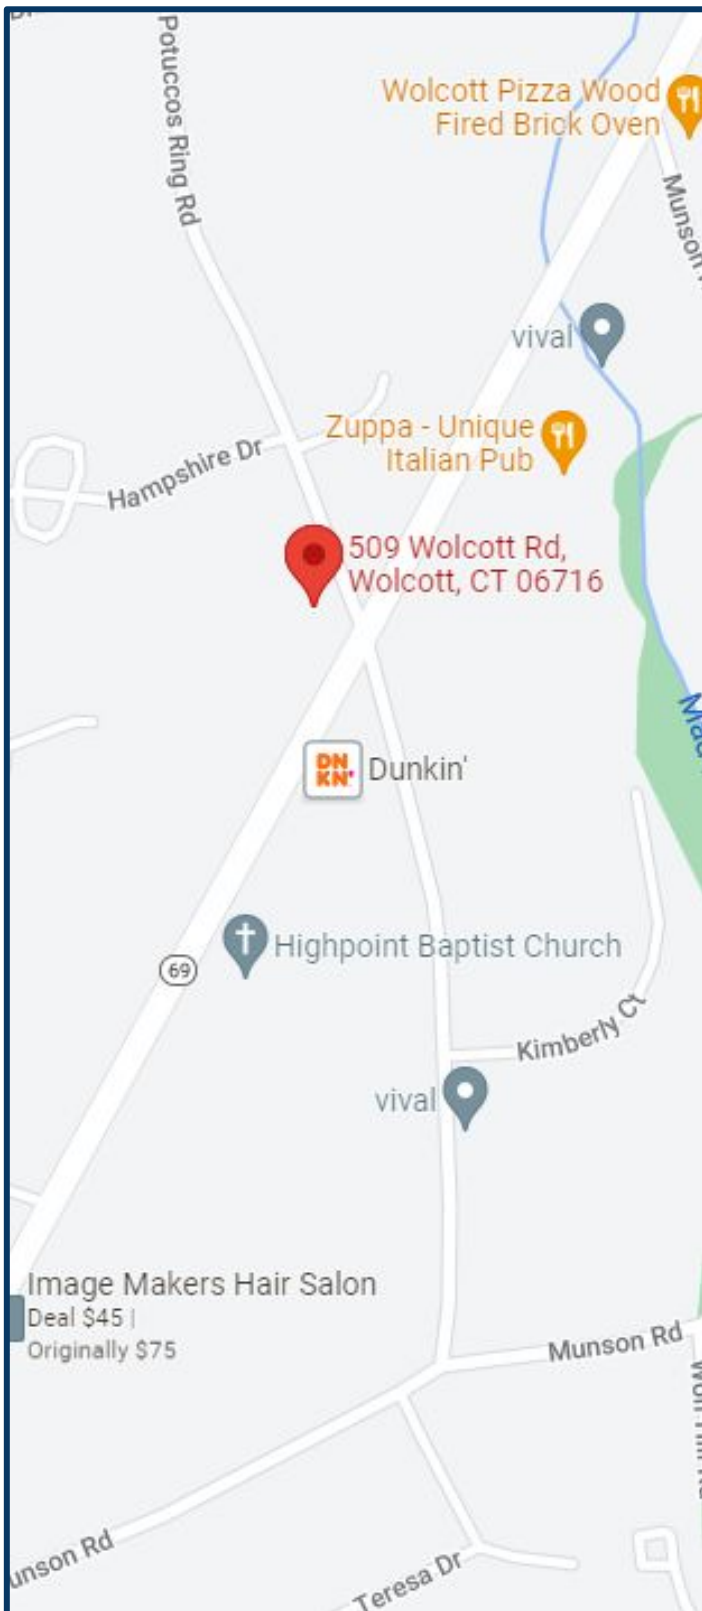 Potuccos Ring Rd
Wolcott Pizza Wood
Fired Brick Oven
Munson
vival
Zuppa - Unique
Italian Pub
Hampshire Dr
509 Wolcott Rd,
Wolcott, CT 06716
Mad
DN
KN'
Dunkin'
Highpoint Baptist Church
69
Kimberly Ct
vival
Image Makers Hair Salon
Deal $45 |
Originally $75
Munson Rd
unson Rd
Teresa Dr